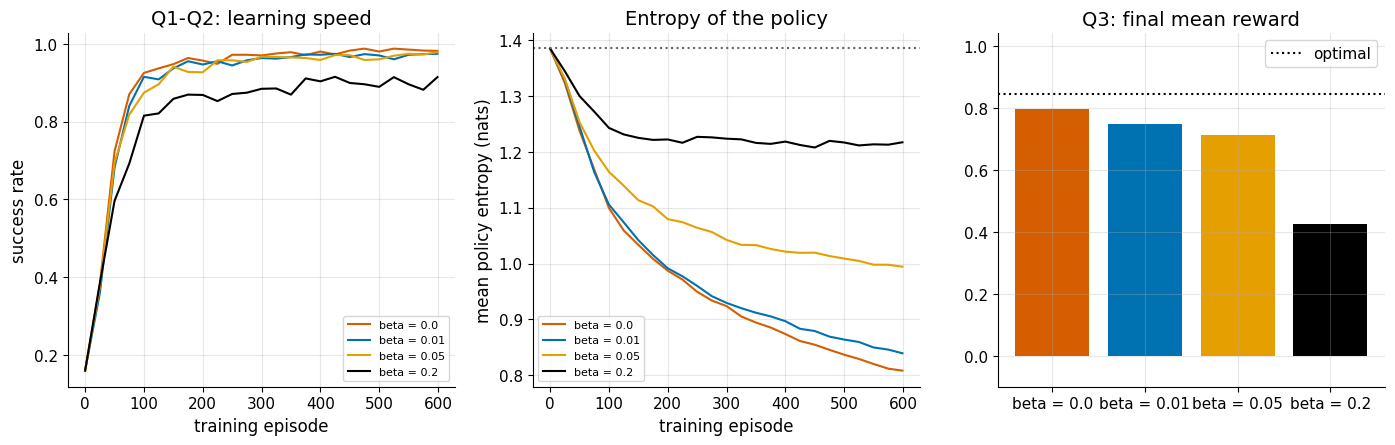 Q1-Q2: learning speed
success rate
1.0
0.8
0.6
0.4
0.2
0 100 200 300 400 500 600
training episode
beta = 0.0
beta = 0.01
beta = 0.05
beta = 0.2
Entropy of the policy
mean policy entropy (nats)
1.4
1.3
1.2
1.1
1.0
0.9
0.8
0 100 200 300 400 500 600
training episode
beta = 0.0
beta = 0.01
beta = 0.05
beta = 0.2
Q3: final mean reward
1.0
0.8
0.6
0.4
0.2
0.0
optimal
beta = 0.0 beta = 0.01 beta = 0.05 beta = 0.2